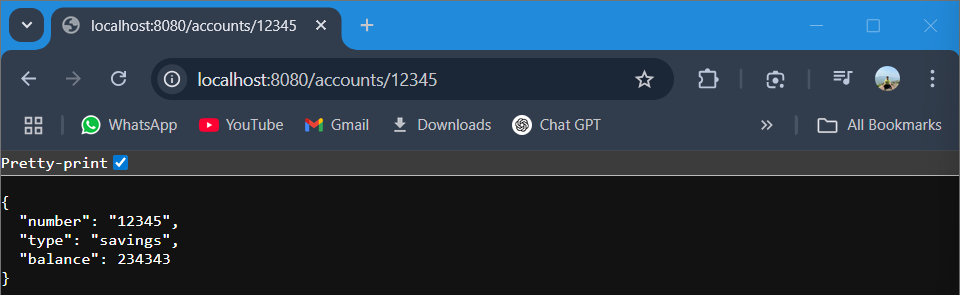 localhost:8080/accounts/12345
localhost:8080/accounts/12345
WhatsApp YouTube Gmail Downloads Chat GPT All Bookmarks
Pretty-print
{
  "number": "12345",
  "type": "savings",
  "balance": 234343
}